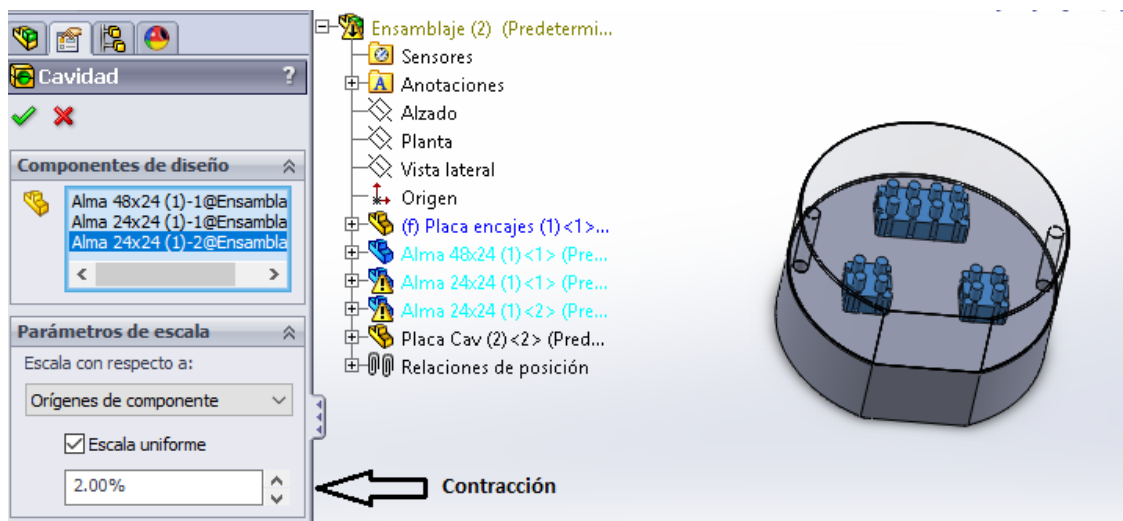 Cavidad
?
Componentes de diseño
Alma 48x24 (1)-1@Ensambla
Alma 24x24 (1)-1@Ensambla
Alma 24x24 (1)-2@Ensambla
Parámetros de escala
Escala con respecto a:
Orígenes de componente
Escala uniforme
2.00%
Ensamblaje (2) (Predetermi...
Sensores
A Anotaciones
Alzado
Planta
Vista lateral
Origen
(f) Placa encajes (1)<1>...
Alma 48x24 (1)<1> (Pre...
Alma 24x24 (1)<1> (Pre...
Alma 24x24 (1)<2> (Pre...
Placa Cav (2)<2> (Pred...
Relaciones de posición
Contracción